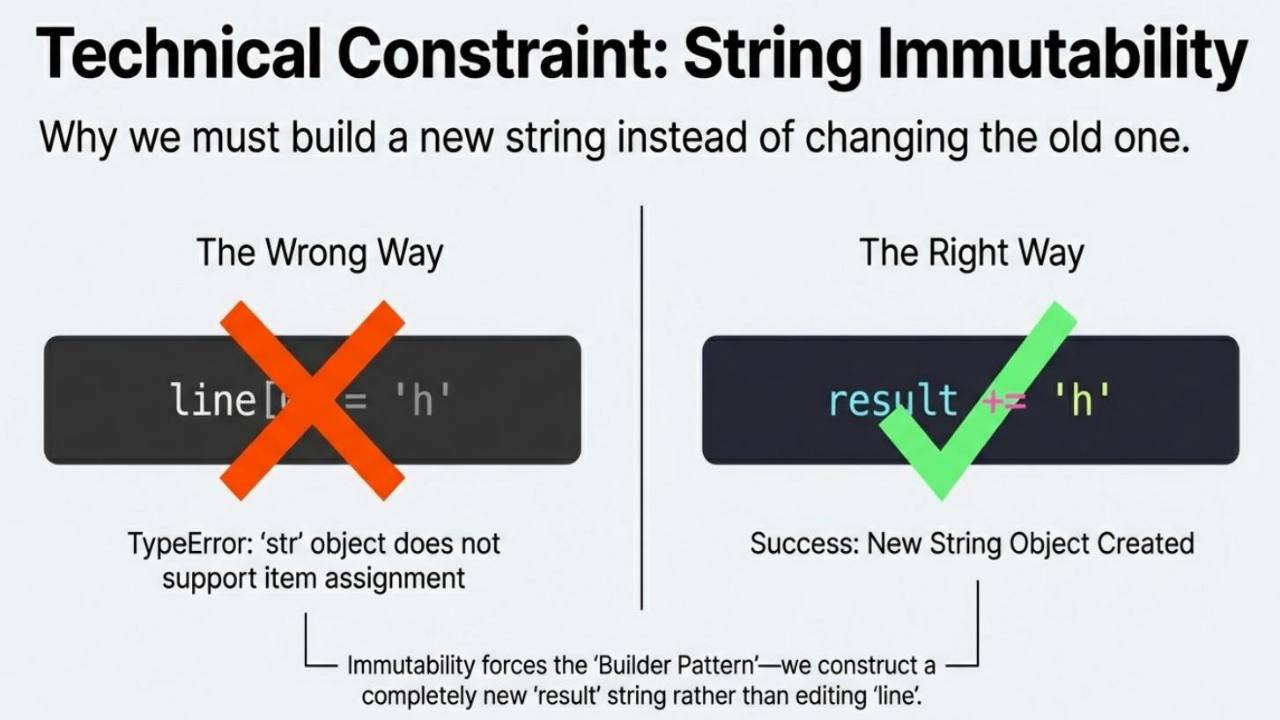 Technical Constraint: String Immutability
Why we must build a new string instead of changing the old one.
The Wrong Way
line[ = 'h'
TypeError: ‘str’ object does not
support item assignment
The Right Way
result += 'h'
Success: New String Object Created
Immutability forces the ‘Builder Pattern’—we construct a
completely new ‘result’ string rather than editing ‘line’.